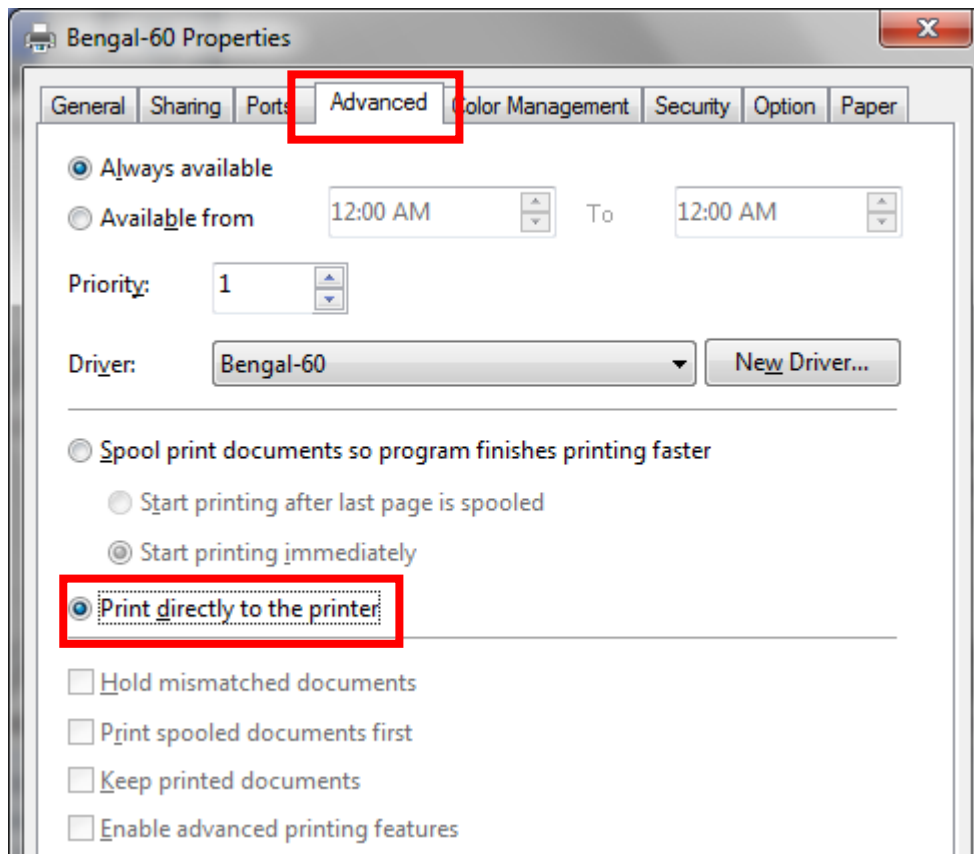 Bengal-60 Properties
General Sharing Ports Advanced Color Management Security Option Paper
Always available
Available from 12:00 AM To 12:00 AM
Priority: 1
Driver: Bengal-60 New Driver...
Spool print documents so program finishes printing faster
Start printing after last page is spooled
Start printing immediately
Print directly to the printer
Hold mismatched documents
Print spooled documents first
Keep printed documents
Enable advanced printing features